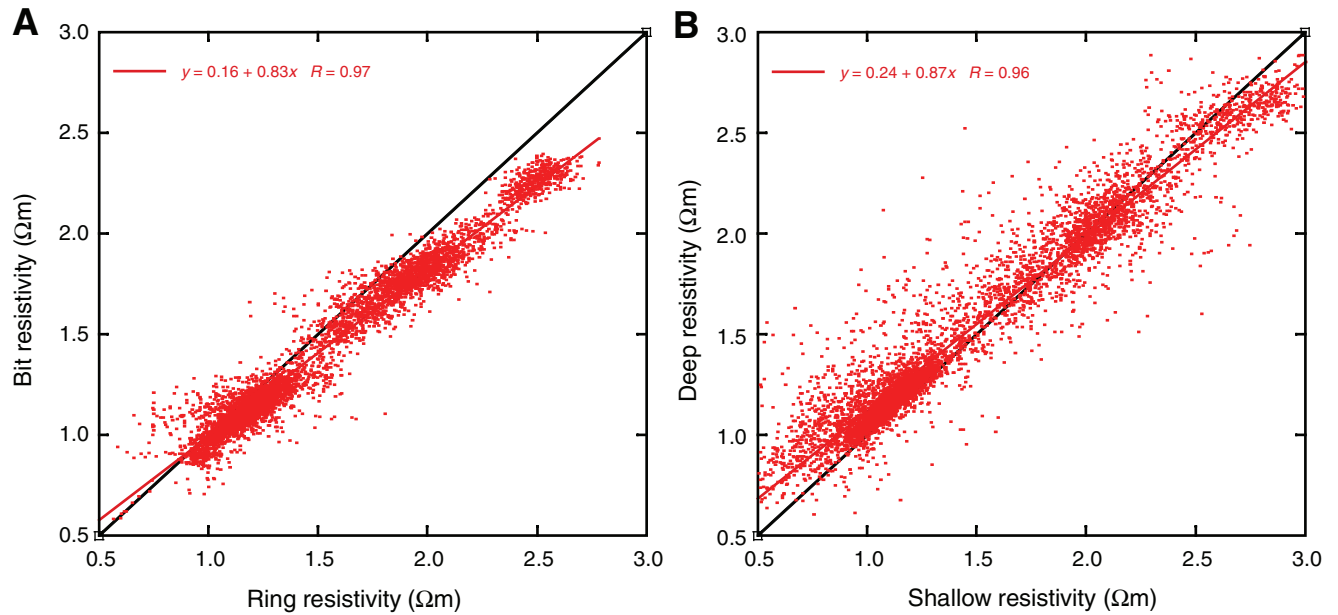 A
3.0
2.5
2.0
1.5
1.0
0.5
Bit resistivity (Ωm)
y = 0.16 + 0.83x R = 0.97
0.5 1.0 1.5 2.0 2.5 3.0
Ring resistivity (Ωm)
B
3.0
2.5
2.0
1.5
1.0
0.5
Deep resistivity (Ωm)
y = 0.24 + 0.87x R = 0.96
0.5 1.0 1.5 2.0 2.5 3.0
Shallow resistivity (Ωm)